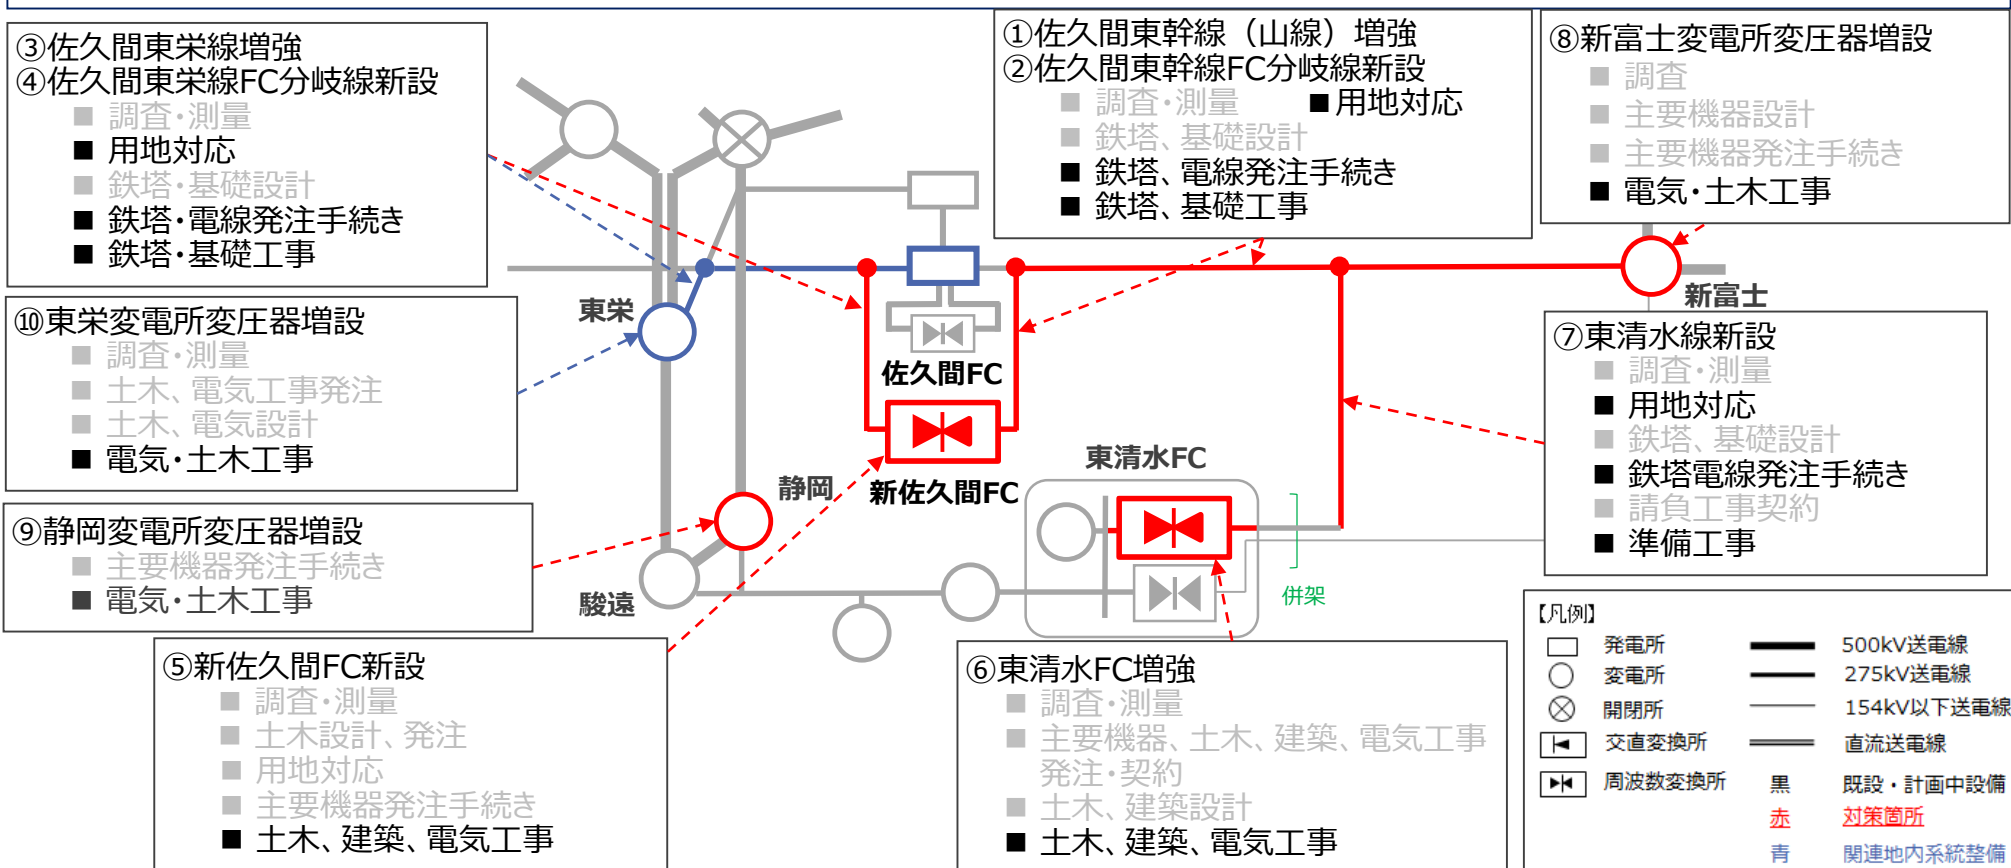 ③佐久間東栄線増強
④佐久間東栄線FC分岐線新設
■ 調査・測量
■ 用地対応
■ 鉄塔・基礎設計
■ 鉄塔・電線発注手続き
■ 鉄塔・基礎工事
①佐久間東幹線（山線）増強
②佐久間東幹線FC分岐線新設
■ 調査・測量 ■用地対応
■ 鉄塔、基礎設計
■ 鉄塔、電線発注手続き
■ 鉄塔、基礎工事
⑧新富士変電所変圧器増設
■ 調査
■ 主要機器設計
■ 主要機器発注手続き
■ 電気・土木工事
東栄
新富士
佐久間FC
新佐久間FC
東清水FC
静岡
駿遠
併架
⑩東栄変電所変圧器増設
■ 調査・測量
■ 土木、電気工事発注
■ 土木、電気設計
■ 電気・土木工事
⑦東清水線新設
■ 調査・測量
■ 用地対応
■ 鉄塔、基礎設計
■ 鉄塔電線発注手続き
■ 請負工事契約
■ 準備工事
⑨静岡変電所変圧器増設
■ 主要機器発注手続き
■ 電気・土木工事
⑤新佐久間FC新設
■ 調査・測量
■ 土木設計、発注
■ 用地対応
■ 主要機器発注手続き
■ 土木、建築、電気工事
⑥東清水FC増強
■ 調査・測量
■ 主要機器、土木、建築、電気工事
発注・契約
■ 土木、建築設計
■ 土木、建築、電気工事
【凡例】
発電所 500kV送電線
変電所 275kV送電線
開閉所 154kV以下送電線
交直変換所 直流送電線
周波数変換所 黒 既設・計画中設備
赤 対策箇所
青 関連地内系統整備